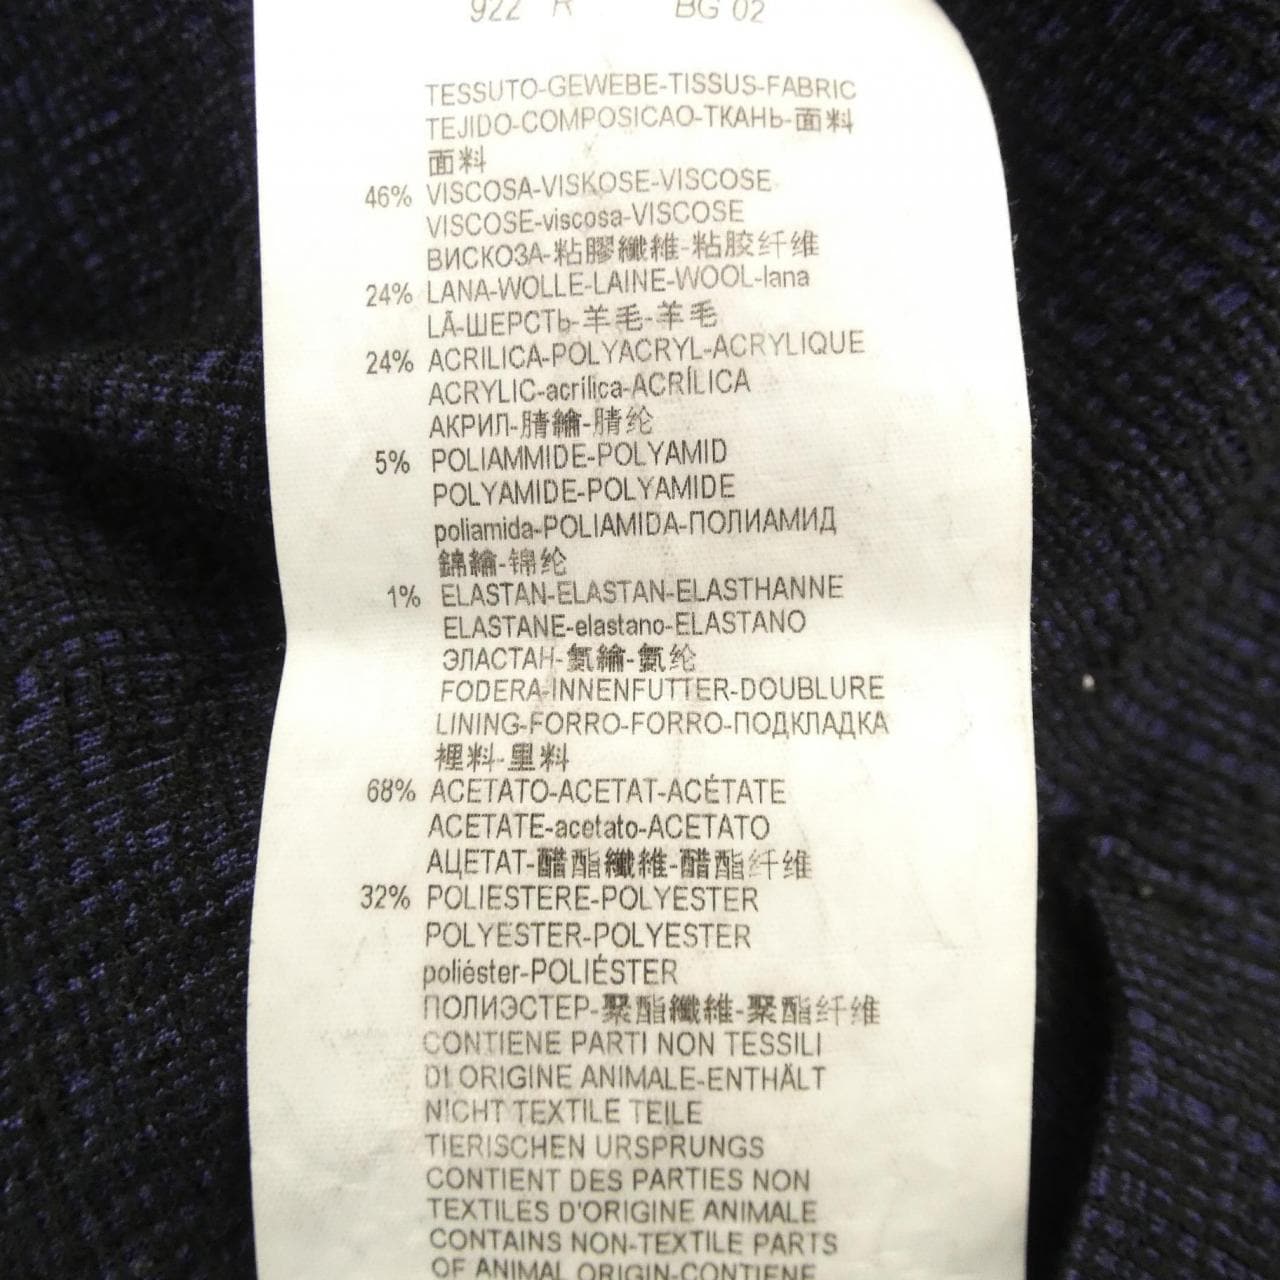 922 R BG 02
TESSUTO-GEWEBE-TISSUS-FABRIC
TEJIDO-COMPOSICAO-ТКАНЬ-面料
面料
46% VISCOSA-VISKOSE-VISCOSE
VISCOSE-viscosa-VISCOSE
ВИСКОЗА-粘膠纖維-粘胶纤维
24% LANA-WOLLE-LAINE-WOOL-lana
LÃ-ШЕРСТЬ-羊毛-羊毛
24% ACRILICA-POLYACRYL-ACRYLIQUE
ACRYLIC-acrílica-ACRÍLICA
АКРИЛ-腈綸-腈纶
5% POLIAMMIDE-POLYAMID
POLYAMIDE-POLYAMIDE
poliamida-POLIAMIDA-ПОЛИАМИД
錦綸-锦纶
1% ELASTAN-ELASTAN-ELASTHANNE
ELASTANE-elastano-ELASTANO
ЭЛАСТАН-氨綸-氨纶
FODERA-INNENFUTTER-DOUBLURE
LINING-FORRO-FORRO-ПОДКЛАДКА
裡料-里料
68% ACETATO-ACETAT-ACÉTATE
ACETATE-acetato-ACETATO
АЦЕТАТ-醋酯纖維-醋酯纤维
32% POLIESTERE-POLYESTER
POLYESTER-POLYESTER
poliéster-POLIÉSTER
ПОЛИЭСТЕР-聚酯纖維-聚酯纤维
CONTIENE PARTI NON TESSILI
DI ORIGINE ANIMALE-ENTHÄLT
NICHT TEXTILE TEILE
TIERISCHEN URSPRUNGS
CONTIENT DES PARTIES NON
TEXTILES D'ORIGINE ANIMALE
CONTAINS NON-TEXTILE PARTS
OF ANIMAL ORIGIN-CONTIENE